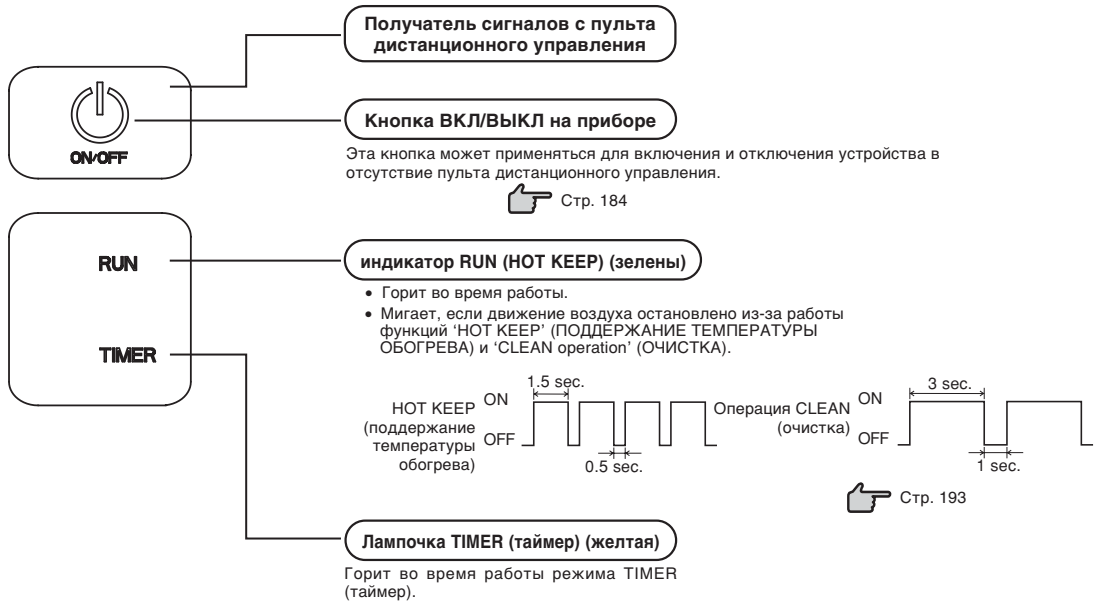 Получатель сигналов с пульта
дистанционного управления
ON/OFF
Кнопка ВКЛ/ВЫКЛ на приборе
Эта кнопка может применяться для включения и отключения устройства в
отсутствие пульта дистанционного управления.
Стр. 184
RUN
индикатор RUN (HOT KEEP) (зелены)
• Горит во время работы.
• Мигает, если движение воздуха остановлено из-за работы
функций ‘HOT KEEP’ (ПОДДЕРЖАНИЕ ТЕМПЕРАТУРЫ
ОБОГРЕВА) и ‘CLEAN operation’ (ОЧИСТКА).
TIMER
HOT KEEP
(поддержание
температуры
обогрева)
ON
OFF
1.5 sec.
0.5 sec.
Операция CLEAN
(очистка)
ON
OFF
3 sec.
1 sec.
Стр. 193
Лампочка TIMER (таймер) (желтая)
Горит во время работы режима TIMER
(таймер).